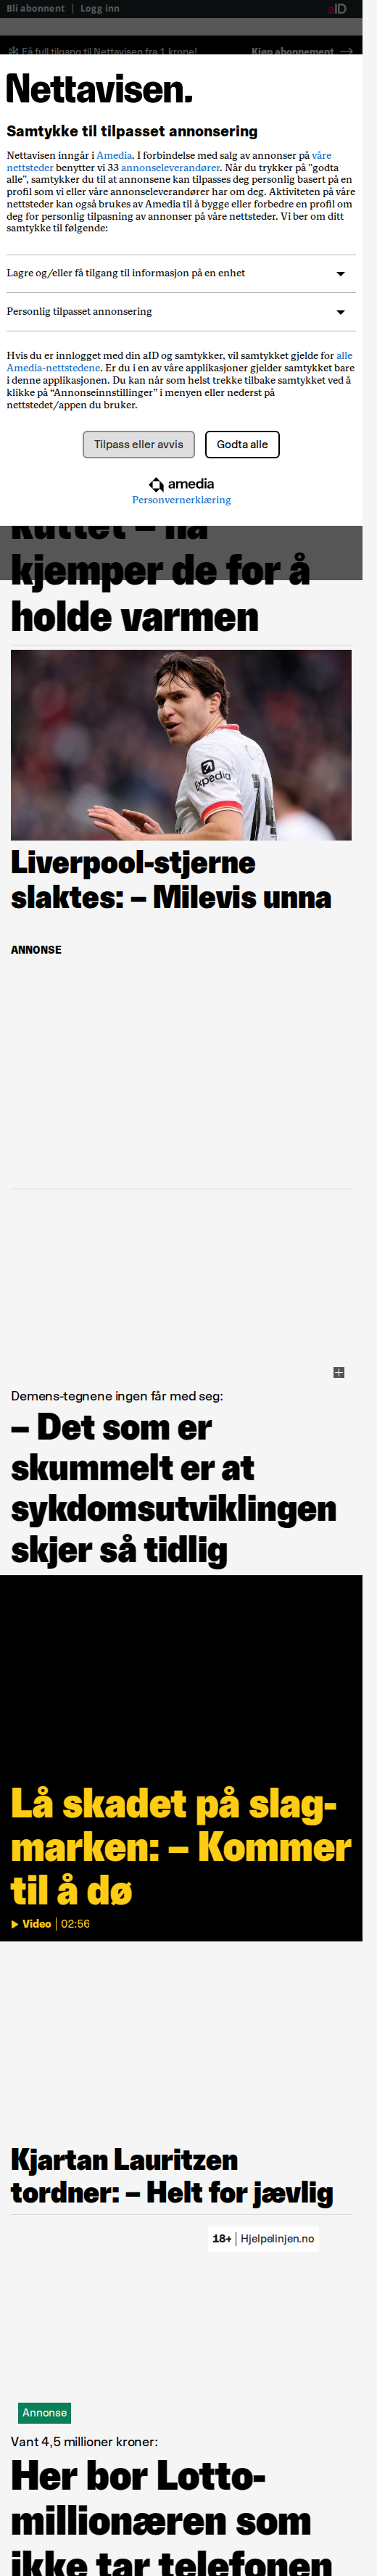 Bli abonnent | Logg inn
aID
Få full tilgang til Nettavisen fra 1 krone!
Kjøp abonnement
Nettavisen.
Samtykke til tilpasset annonsering
Nettavisen inngår i Amedia. I forbindelse med salg av annonser på våre
nettsteder benytter vi 33 annonseleverandører. Når du trykker på "godta
alle", samtykker du til at annonsene kan tilpasses deg personlig basert på en
profil som vi eller våre annonseleverandører har om deg. Aktiviteten på våre
nettsteder kan også brukes av Amedia til å bygge eller forbedre en profil om
deg for personlig tilpasning av annonser på våre nettsteder. Vi ber om ditt
samtykke til følgende:
Lagre og/eller få tilgang til informasjon på en enhet
Personlig tilpasset annonsering
Hvis du er innlogget med din aID og samtykker, vil samtykket gjelde for alle
Amedia-nettstedene. Er du i en av våre applikasjoner gjelder samtykket bare
i denne applikasjonen. Du kan når som helst trekke tilbake samtykket ved å
klikke på “Annonseinnstillinger” i menyen eller nederst på
nettstedet/appen du bruker.
Tilpass eller avvis
Godta alle
amedia
Personvernerklæring
kuttet – nå
kjemper de for å
holde varmen
Expedia
Liverpool-stjerne
slaktes: – Milevis unna
ANNONSE
Demens-tegnene ingen får med seg:
– Det som er
skummelt er at
sykdomsutviklingen
skjer så tidlig
Lå skadet på slag-
marken: – Kommer
til å dø
Video | 02:56
Kjartan Lauritzen
tordner: – Helt for jævlig
18+ | Hjelpelinjen.no
Annonse
Vant 4,5 millioner kroner:
Her bor Lotto-
millionæren som
ikke tar telefonen